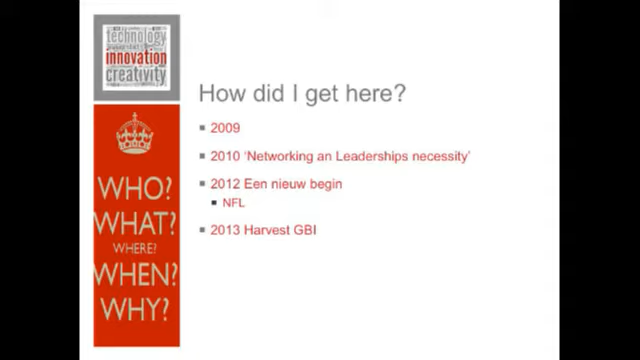 technology
innovation
creativity
How did I get here?
2009
2010 ‘Networking an Leaderships necessity’
2012 Een nieuw begin
NFL
2013 Harvest GBI
WHO?
WHAT?
WHERE?
WHEN?
WHY?